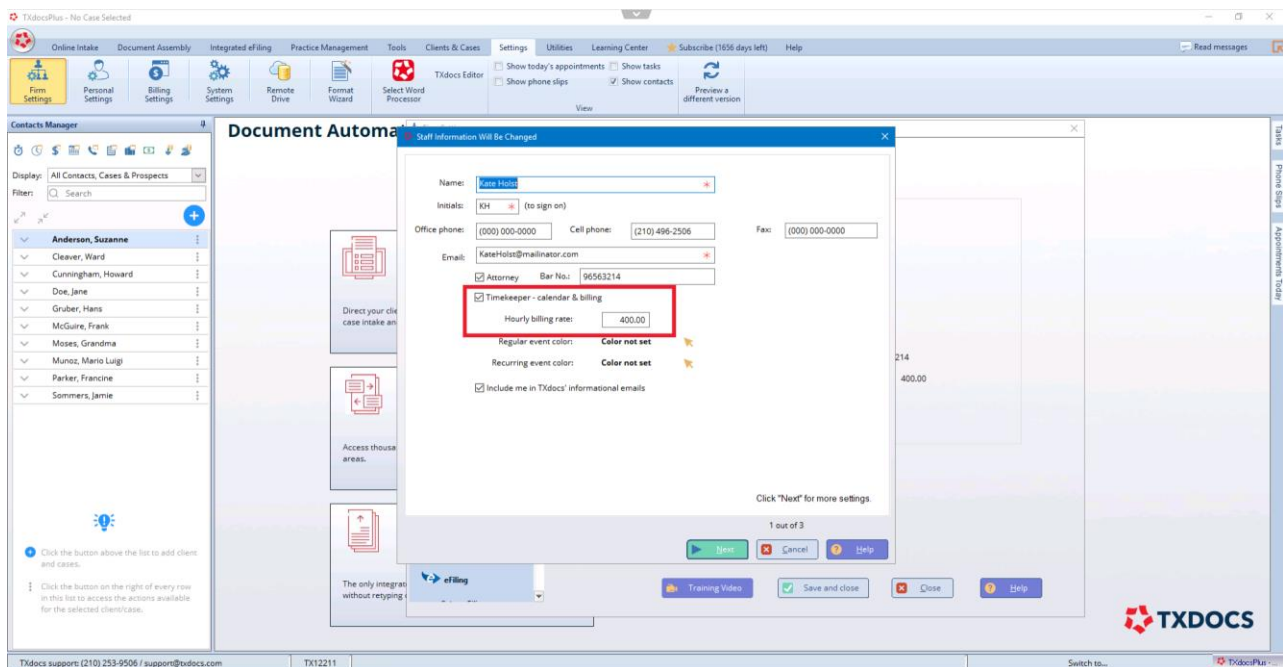 TXdocsPlus - No Case Selected
Online Intake Document Assembly Integrated eFiling Practice Management Tools Clients & Cases Settings Utilities Learning Center Subscribe (1656 days left) Help Read messages
Firm Settings
Personal Settings
Billing Settings
System Settings
Remote Drive
Format Wizard
Select Word Processor
TXdocs Editor
Show today's appointments Show tasks
Show phone slips Show contacts
View
Preview a different version
Contacts Manager
Display: All Contacts, Cases & Prospects
Filter: Search
Anderson, Suzanne
Cleaver, Ward
Cunningham, Howard
Doe, Jane
Gruber, Hans
McGuire, Frank
Moses, Grandma
Munoz, Mario Luigi
Parker, Francine
Sommers, Jamie
Click the button above the list to add client
and cases.
Click the button on the right of every row
in this list to access the actions available
for the selected client/case.
Document Automa
Direct your clie
case intake an
Access thousa
areas.
The only integrat
without retyping
Staff Information Will Be Changed
Name: Kate Holst *
Initials: KH * (to sign on)
Office phone: (000) 000-0000 Cell phone: (210) 496-2506 Fax: (000) 000-0000
Email: KateHolst@mailinator.com *
Attorney Bar No.: 96563214
Timekeeper - calendar & billing
Hourly billing rate: 400.00
Regular event color: Color not set
Recurring event color: Color not set
Include me in TXdocs' informational emails
Click "Next" for more settings.
1 out of 3
Next Cancel Help
214
400.00
eFiling
Training Video Save and close Close Help
Tasks
Phone Slips
Appointments Today
TXDOCS
TXdocs support: (210) 253-9506 / support@txdocs.com TX12211 Switch to... TXdocsPlus -